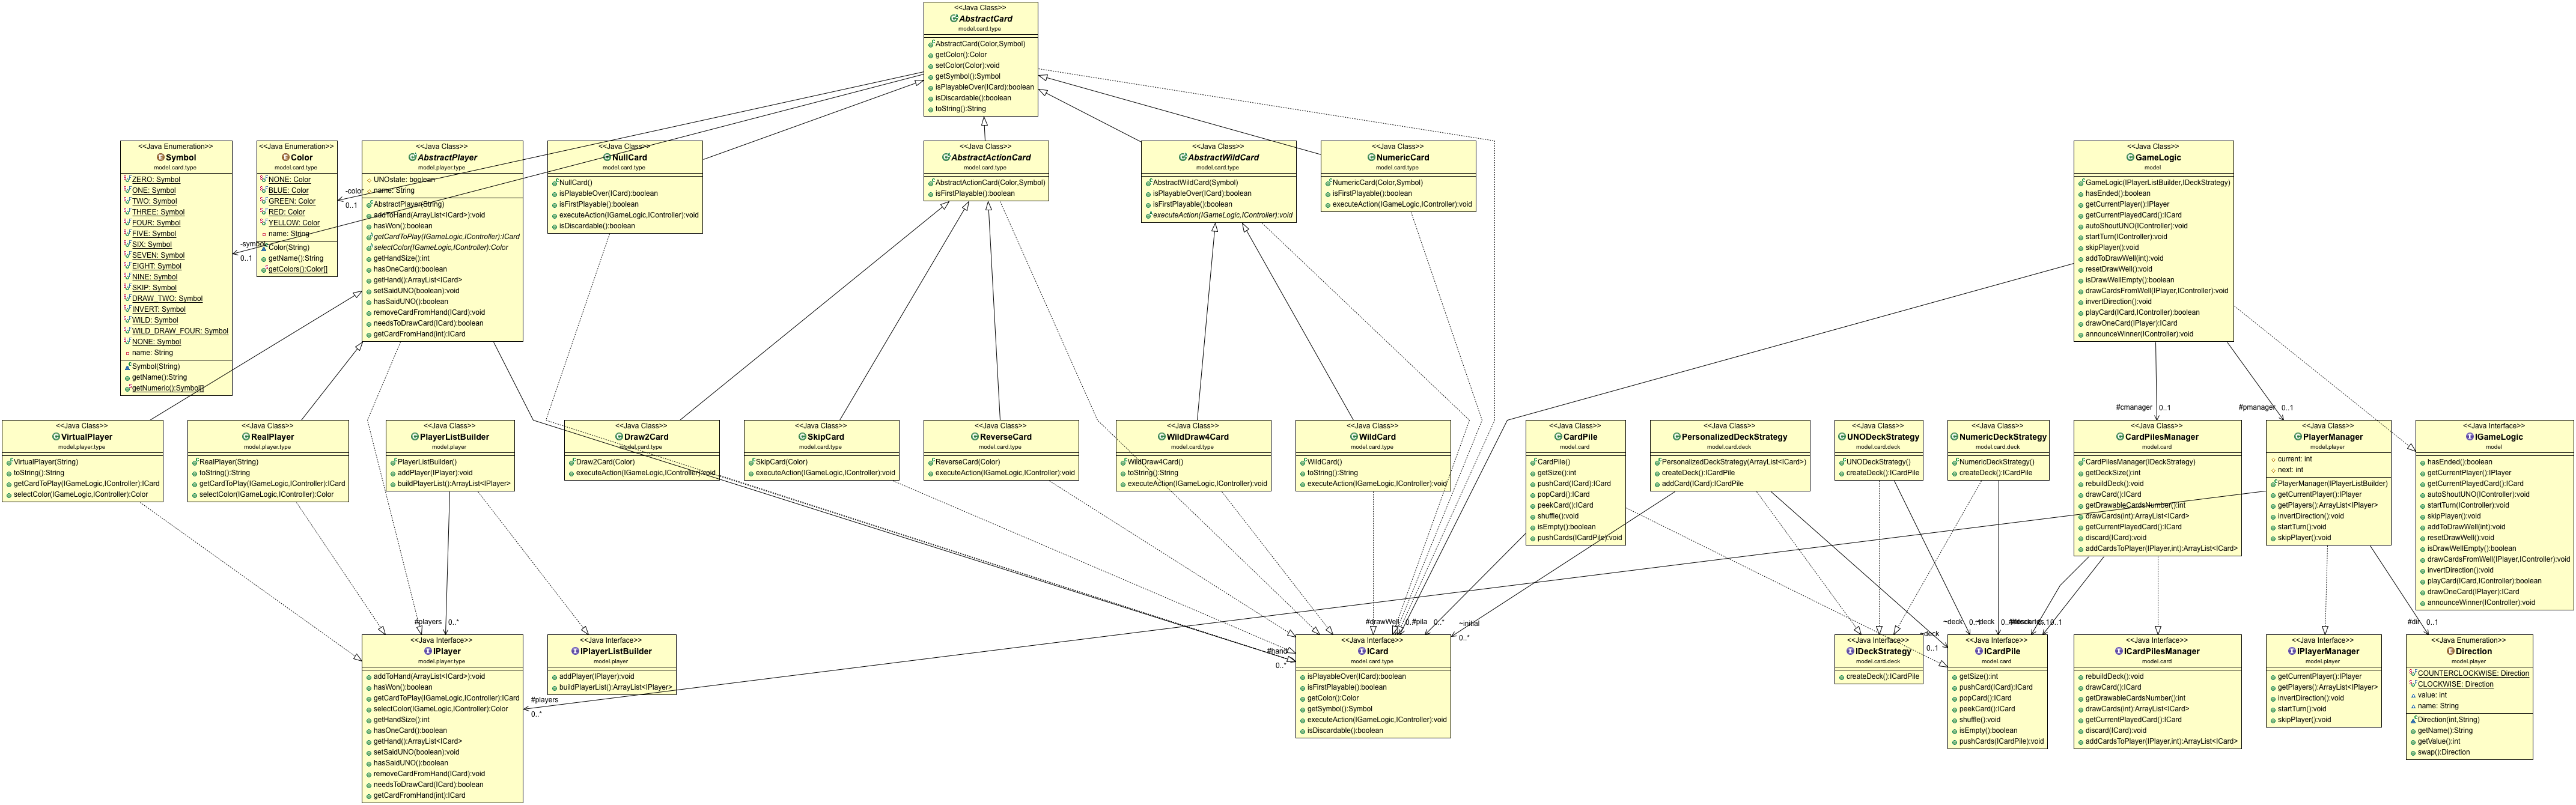 <<Java Class>>
AbstractCard
model.card.type
AbstractCard(Color,Symbol)
getColor():Color
setColor(Color):void
getSymbol():Symbol
isPlayableOver(ICard):boolean
isDiscardable():boolean
toString():String
<<Java Enumeration>>
Symbol
model.card.type
ZERO: Symbol
ONE: Symbol
TWO: Symbol
THREE: Symbol
FOUR: Symbol
FIVE: Symbol
SIX: Symbol
SEVEN: Symbol
EIGHT: Symbol
NINE: Symbol
SKIP: Symbol
DRAW_TWO: Symbol
INVERT: Symbol
WILD: Symbol
WILD_DRAW_FOUR: Symbol
NONE: Symbol
name: String
Symbol(String)
getName():String
getNumeric():Symbol[]
-symbol
0..1
<<Java Enumeration>>
Color
model.card.type
NONE: Color
BLUE: Color
GREEN: Color
RED: Color
YELLOW: Color
name: String
Color(String)
getName():String
getColors():Color[]
-color
0..1
<<Java Class>>
AbstractPlayer
model.player.type
UNOstate: boolean
name: String
AbstractPlayer(String)
addToHand(ArrayList<ICard>):void
hasWon():boolean
getCardToPlay(IGameLogic,IController):ICard
selectColor(IGameLogic,IController):Color
getHandSize():int
hasOneCard():boolean
getHand():ArrayList<ICard>
setSaidUNO(boolean):void
hasSaidUNO():boolean
removeCardFromHand(ICard):void
needsToDrawCard(ICard):boolean
getCardFromHand(int):ICard
<<Java Class>>
NullCard
model.card.type
NullCard()
isPlayableOver(ICard):boolean
isFirstPlayable():boolean
executeAction(IGameLogic,IController):void
isDiscardable():boolean
<<Java Class>>
AbstractActionCard
model.card.type
AbstractActionCard(Color,Symbol)
isFirstPlayable():boolean
<<Java Class>>
AbstractWildCard
model.card.type
AbstractWildCard(Symbol)
isPlayableOver(ICard):boolean
isFirstPlayable():boolean
executeAction(IGameLogic,IController):void
<<Java Class>>
NumericCard
model.card.type
NumericCard(Color,Symbol)
isFirstPlayable():boolean
executeAction(IGameLogic,IController):void
<<Java Class>>
GameLogic
model
GameLogic(IPlayerListBuilder,IDeckStrategy)
hasEnded():boolean
getCurrentPlayer():IPlayer
getCurrentPlayedCard():ICard
autoShoutUNO(IController):void
startTurn(IController):void
skipPlayer():void
addToDrawWell(int):void
resetDrawWell():void
isDrawWellEmpty():boolean
drawCardsFromWell(IPlayer,IController):void
invertDirection():void
playCard(ICard,IController):boolean
drawOneCard(IPlayer):ICard
announceWinner(IController):void
#cmanager
0..1
#pmanager
0..1
<<Java Class>>
VirtualPlayer
model.player.type
VirtualPlayer(String)
toString():String
getCardToPlay(IGameLogic,IController):ICard
selectColor(IGameLogic,IController):Color
<<Java Class>>
RealPlayer
model.player.type
RealPlayer(String)
toString():String
getCardToPlay(IGameLogic,IController):ICard
selectColor(IGameLogic,IController):Color
<<Java Class>>
PlayerListBuilder
model.player
PlayerListBuilder()
addPlayer(IPlayer):void
buildPlayerList():ArrayList<IPlayer>
<<Java Class>>
Draw2Card
model.card.type
Draw2Card(Color)
executeAction(IGameLogic,IController):void
<<Java Class>>
SkipCard
model.card.type
SkipCard(Color)
executeAction(IGameLogic,IController):void
<<Java Class>>
ReverseCard
model.card.type
ReverseCard(Color)
executeAction(IGameLogic,IController):void
<<Java Class>>
WildDraw4Card
model.card.type
WildDraw4Card()
toString():String
executeAction(IGameLogic,IController):void
<<Java Class>>
WildCard
model.card.type
WildCard()
toString():String
executeAction(IGameLogic,IController):void
<<Java Class>>
CardPile
model.card
CardPile()
getSize():int
pushCard(ICard):ICard
popCard():ICard
peekCard():ICard
shuffle():void
isEmpty():boolean
pushCards(ICardPile):void
<<Java Class>>
PersonalizedDeckStrategy
model.card.deck
PersonalizedDeckStrategy(ArrayList<ICard>)
createDeck():ICardPile
addCard(ICard):ICardPile
<<Java Class>>
UNODeckStrategy
model.card.deck
UNODeckStrategy()
createDeck():ICardPile
<<Java Class>>
NumericDeckStrategy
model.card.deck
NumericDeckStrategy()
createDeck():ICardPile
<<Java Class>>
CardPilesManager
model.card
CardPilesManager(IDeckStrategy)
getDeckSize():int
rebuildDeck():void
drawCard():ICard
getDrawableCardsNumber():int
drawCards(int):ArrayList<ICard>
getCurrentPlayedCard():ICard
discard(ICard):void
addCardsToPlayer(IPlayer,int):ArrayList<ICard>
<<Java Class>>
PlayerManager
model.player
current: int
next: int
PlayerManager(IPlayerListBuilder)
getCurrentPlayer():IPlayer
getPlayers():ArrayList<IPlayer>
invertDirection():void
startTurn():void
skipPlayer():void
<<Java Interface>>
IGameLogic
model
hasEnded():boolean
getCurrentPlayer():IPlayer
getCurrentPlayedCard():ICard
autoShoutUNO(IController):void
startTurn(IController):void
skipPlayer():void
addToDrawWell(int):void
resetDrawWell():void
isDrawWellEmpty():boolean
drawCardsFromWell(IPlayer,IController):void
invertDirection():void
playCard(ICard,IController):boolean
drawOneCard(IPlayer):ICard
announceWinner(IController):void
#players
0..*
#drawWell
#pila
0..*
~initial
0..*
~deck
0..1
~deck
0..1
#dir
0..1
<<Java Interface>>
IPlayer
model.player.type
addToHand(ArrayList<ICard>):void
hasWon():boolean
getCardToPlay(IGameLogic,IController):ICard
selectColor(IGameLogic,IController):Color
getHandSize():int
hasOneCard():boolean
getHand():ArrayList<ICard>
setSaidUNO(boolean):void
hasSaidUNO():boolean
removeCardFromHand(ICard):void
needsToDrawCard(ICard):boolean
getCardFromHand(int):ICard
#players
0..*
<<Java Interface>>
IPlayerListBuilder
model.player
addPlayer(IPlayer):void
buildPlayerList():ArrayList<IPlayer>
#hand
0..*
<<Java Interface>>
ICard
model.card.type
isPlayableOver(ICard):boolean
isFirstPlayable():boolean
getColor():Color
getSymbol():Symbol
executeAction(IGameLogic,IController):void
isDiscardable():boolean
<<Java Interface>>
IDeckStrategy
model.card.deck
createDeck():ICardPile
~deck
0..1
<<Java Interface>>
ICardPile
model.card
getSize():int
pushCard(ICard):ICard
popCard():ICard
peekCard():ICard
shuffle():void
isEmpty():boolean
pushCards(ICardPile):void
<<Java Interface>>
ICardPilesManager
model.card
rebuildDeck():void
drawCard():ICard
getDrawableCardsNumber():int
drawCards(int):ArrayList<ICard>
getCurrentPlayedCard():ICard
discard(ICard):void
addCardsToPlayer(IPlayer,int):ArrayList<ICard>
<<Java Interface>>
IPlayerManager
model.player
getCurrentPlayer():IPlayer
getPlayers():ArrayList<IPlayer>
invertDirection():void
startTurn():void
skipPlayer():void
<<Java Enumeration>>
Direction
model.player
COUNTERCLOCKWISE: Direction
CLOCKWISE: Direction
value: int
name: String
Direction(int,String)
getName():String
getValue():int
swap():Direction